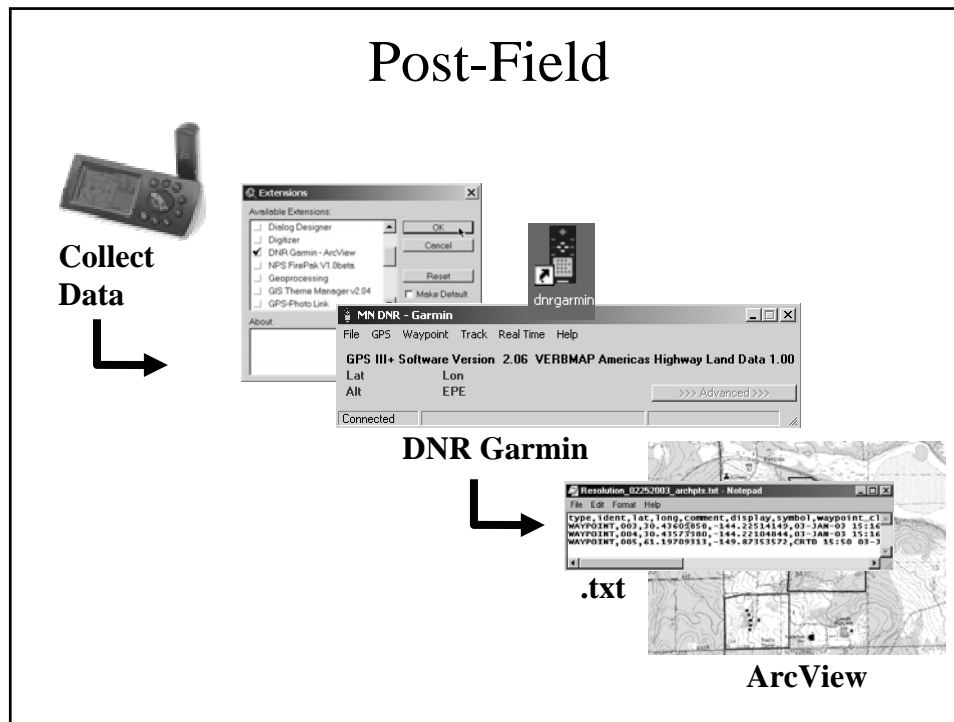 Post-Field
Collect
Data
Extensions
Available Extensions:
Dialog Designer
Digitizer
DNR Garmin - ArcView
NPS FirePak V1.0beta
Geoprocessing
GIS Theme Manager v2.04
GPS-Photo Link
OK
Cancel
Reset
Make Default
About:
dnrgarmin
MN DNR - Garmin
File GPS Waypoint Track Real Time Help
GPS III+ Software Version 2.06 VERBMAP Americas Highway Land Data 1.00
Lat Lon
Alt EPE
>>> Advanced >>>
Connected
DNR Garmin
Resolution_02252003_archpts.txt - Notepad
File Edit Format Help
type,ident,lat,long,comment,display,symbol,waypoint_cl
WAYPOINT,003,30.43605858,-144.22514149,03-JAN-03 15:16
WAYPOINT,004,30.43573380,-144.22104844,03-JAN-03 15:16
WAYPOINT,005,61.19709313,-149.87353572,CRTD 15:50 03-J
.txt
ArcView